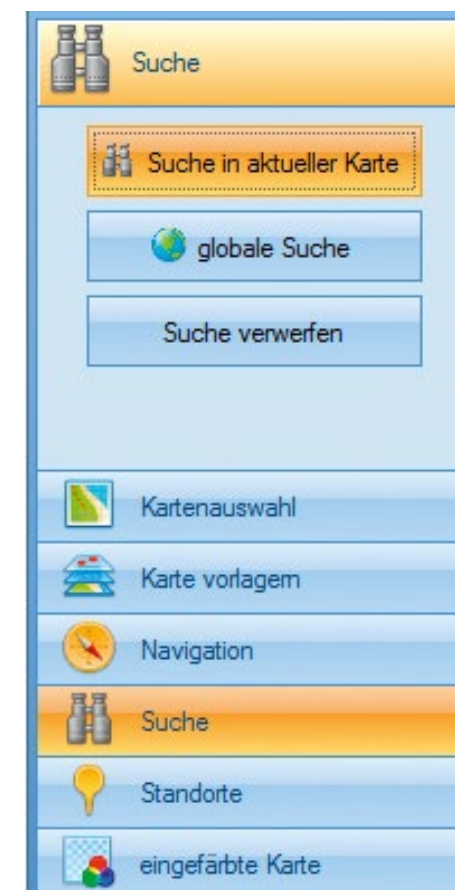 Suche
Suche in aktueller Karte
globale Suche
Suche verwerfen
Kartenauswahl
Karte vorlagern
Navigation
Suche
Standorte
eingefärbte Karte